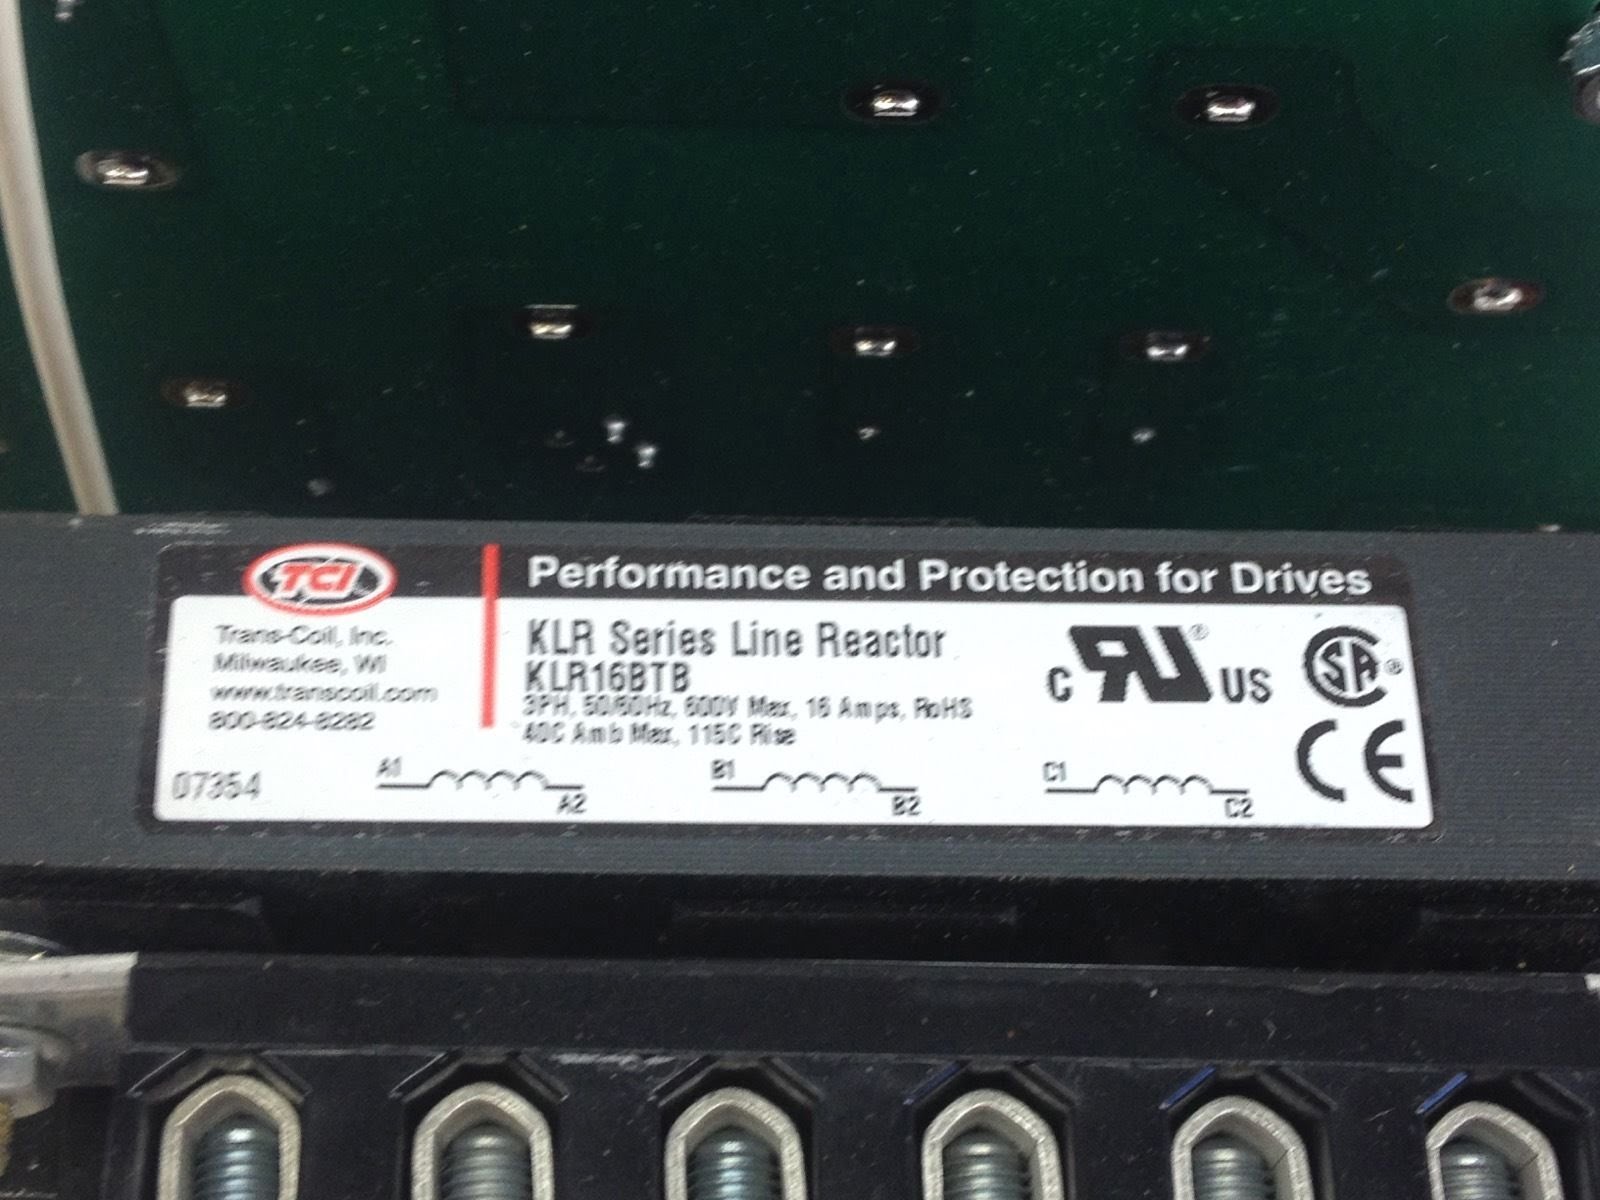 TCI
Performance and Protection for Drives
Trans-Coil, Inc.
Milwaukee, WI
www.transcoil.com
800-824-8282
KLR Series Line Reactor
KLR16BTB
3PH, 50/60Hz, 600V Max, 16 Amps, RoHS
40C Amb Max, 115C Rise
C RU® US
SA®
CE
07354
A1 A2
B1 B2
C1 C2